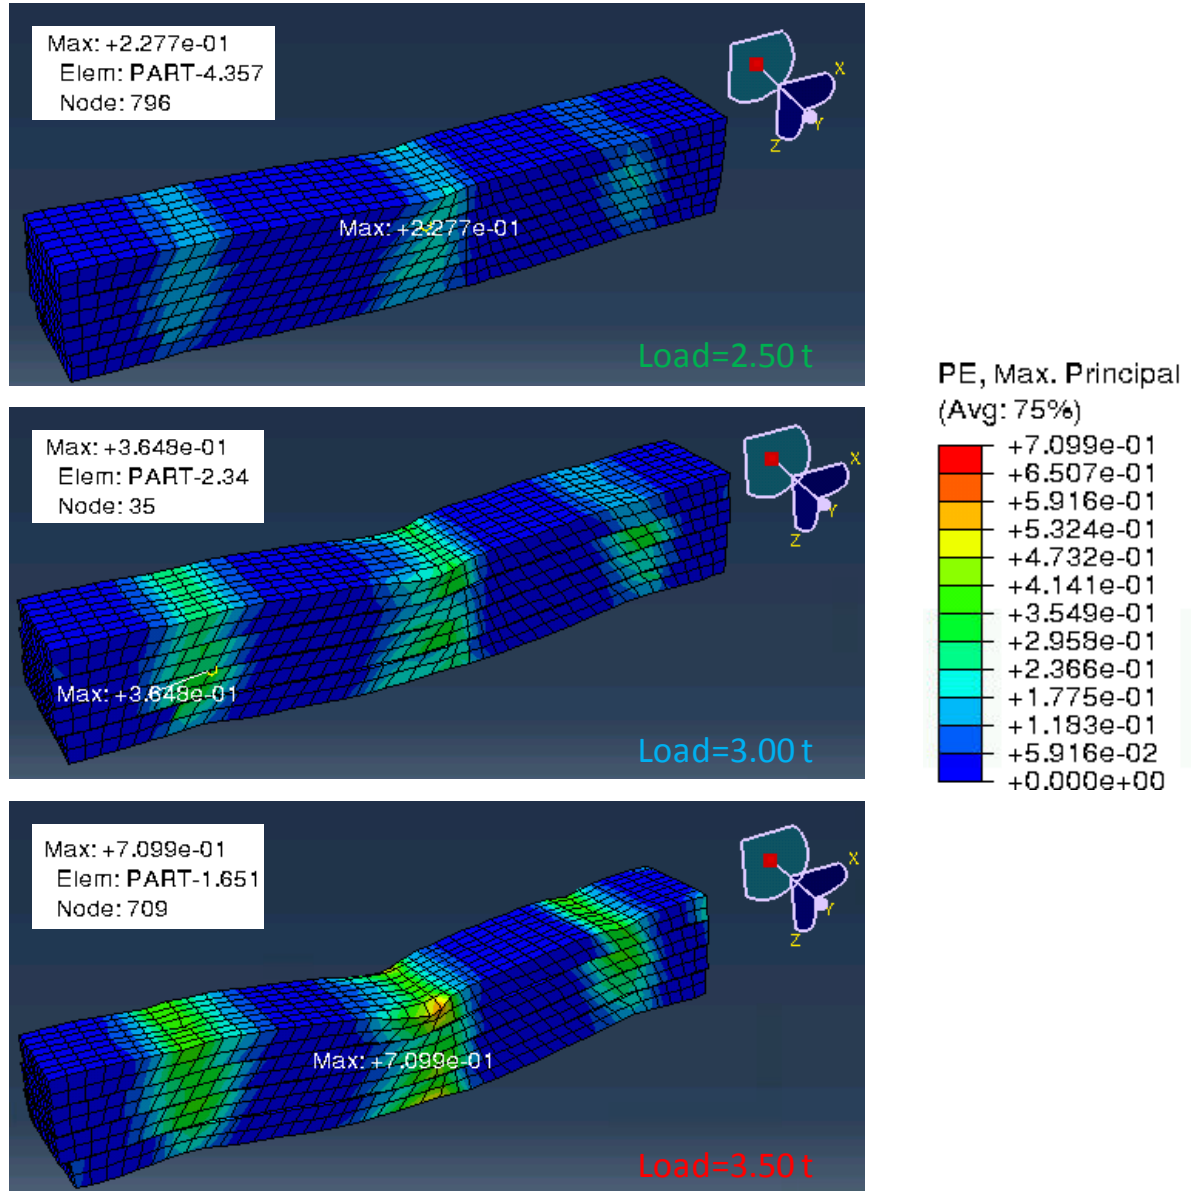 Max: +2.277e-01
Elem: PART-4.357
Node: 796
X
Y
Z
Max: +2.277e-01
Load=2.50 t
Max: +3.648e-01
Elem: PART-2.34
Node: 35
X
Y
Z
Max: +3.648e-01
Load=3.00 t
Max: +7.099e-01
Elem: PART-1.651
Node: 709
X
Y
Z
Max: +7.099e-01
Load=3.50 t
PE, Max. Principal
(Avg: 75%)
+7.099e-01
+6.507e-01
+5.916e-01
+5.324e-01
+4.732e-01
+4.141e-01
+3.549e-01
+2.958e-01
+2.366e-01
+1.775e-01
+1.183e-01
+5.916e-02
+0.000e+00